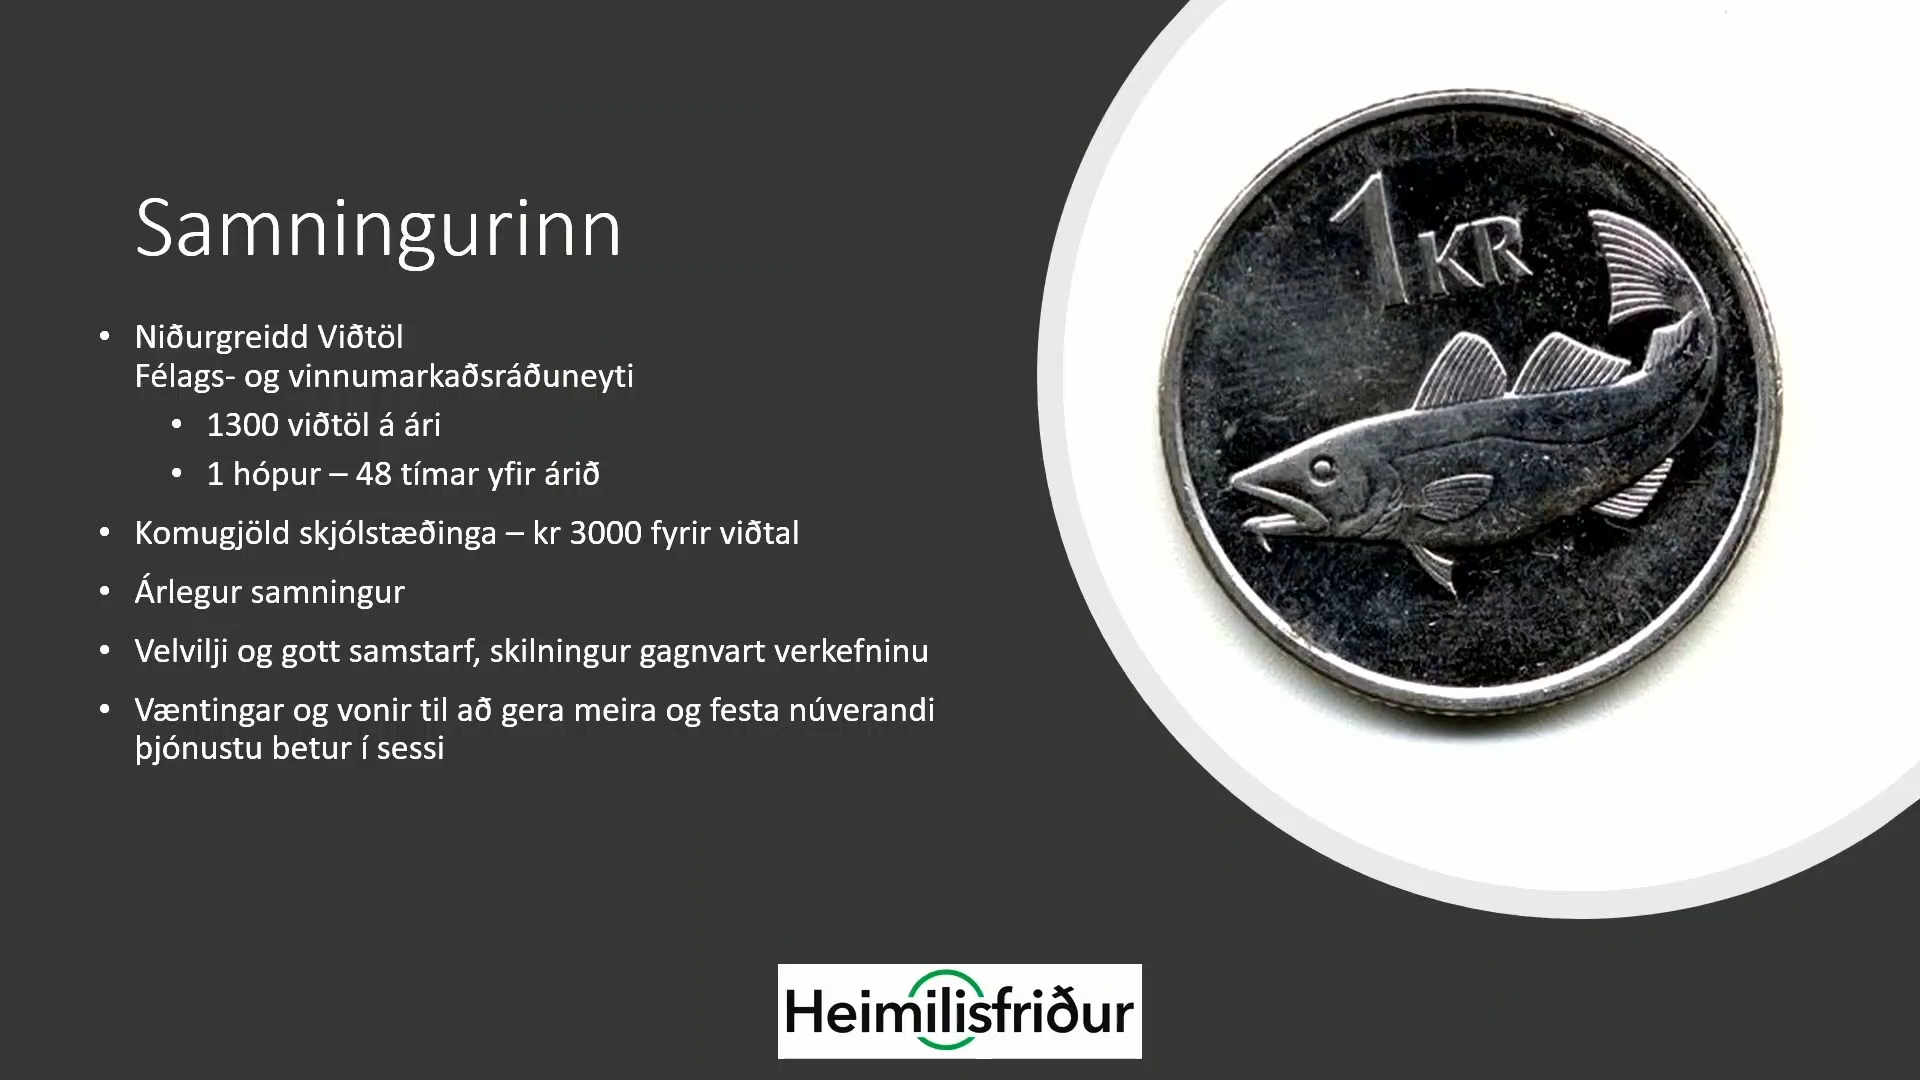 Samningurinn
• Niðurgreidd Viðtöl
Félags- og vinnumarkaðsráðuneyti
• 1300 viðtöl á ári
• 1 hópur – 48 tímar yfir árið
• Komugjöld skjólstæðinga – kr 3000 fyrir viðtal
• Árlegur samningur
• Velvilji og gott samstarf, skilningur gagnvart verkefninu
• Væntingar og vonir til að gera meira og festa núverandi
þjónustu betur í sessi
1 KR
Heimilisfriður